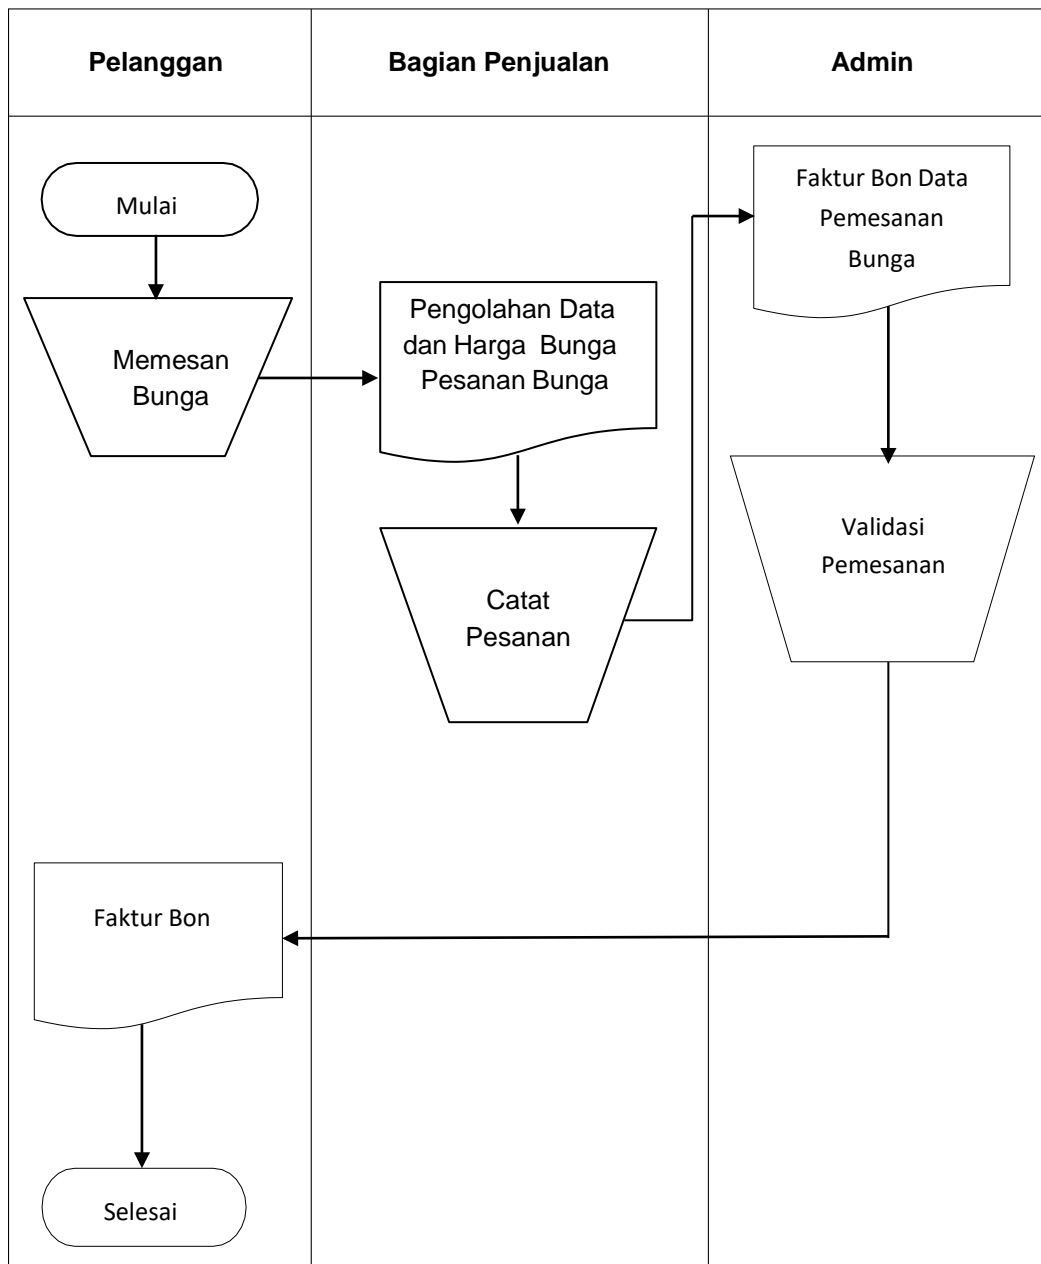 Pelanggan
Bagian Penjualan
Admin
Mulai
Memesan
Bunga
Pengolahan Data
dan Harga  Bunga
Pesanan Bunga
Catat
Pesanan
Faktur Bon Data
Pemesanan
Bunga
Validasi
Pemesanan
Faktur Bon
Selesai